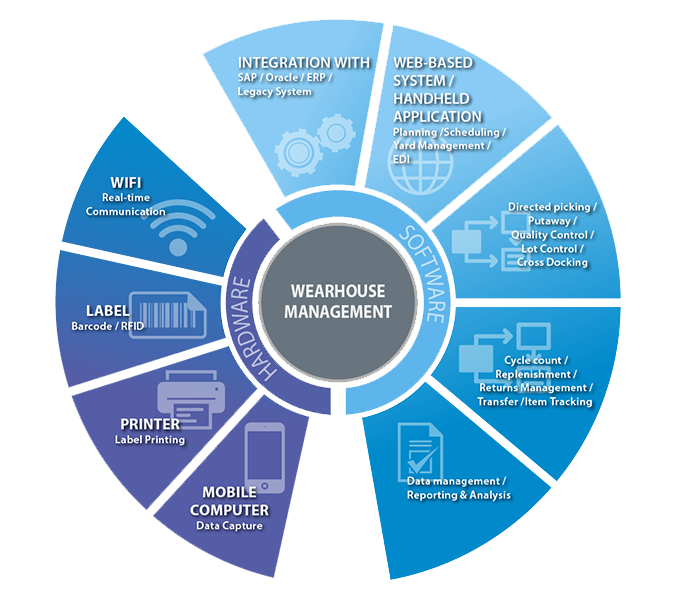 INTEGRATION WITH
SAP / Oracle / ERP /
Legacy System
WEB-BASED
SYSTEM /
HANDHELD
APPLICATION
Planning /Scheduling /
Yard Management /
EDI
Directed picking /
Putaway /
Quality Control /
Lot Control /
Cross Docking
Cycle count /
Replenishment /
Returns Management /
Transfer /Item Tracking
Data management /
Reporting & Analysis
SOFTWARE
WEARHOUSE
MANAGEMENT
HARDWARE
WIFI
Real-time
Communication
LABEL
Barcode / RFID
PRINTER
Label Printing
MOBILE
COMPUTER
Data Capture